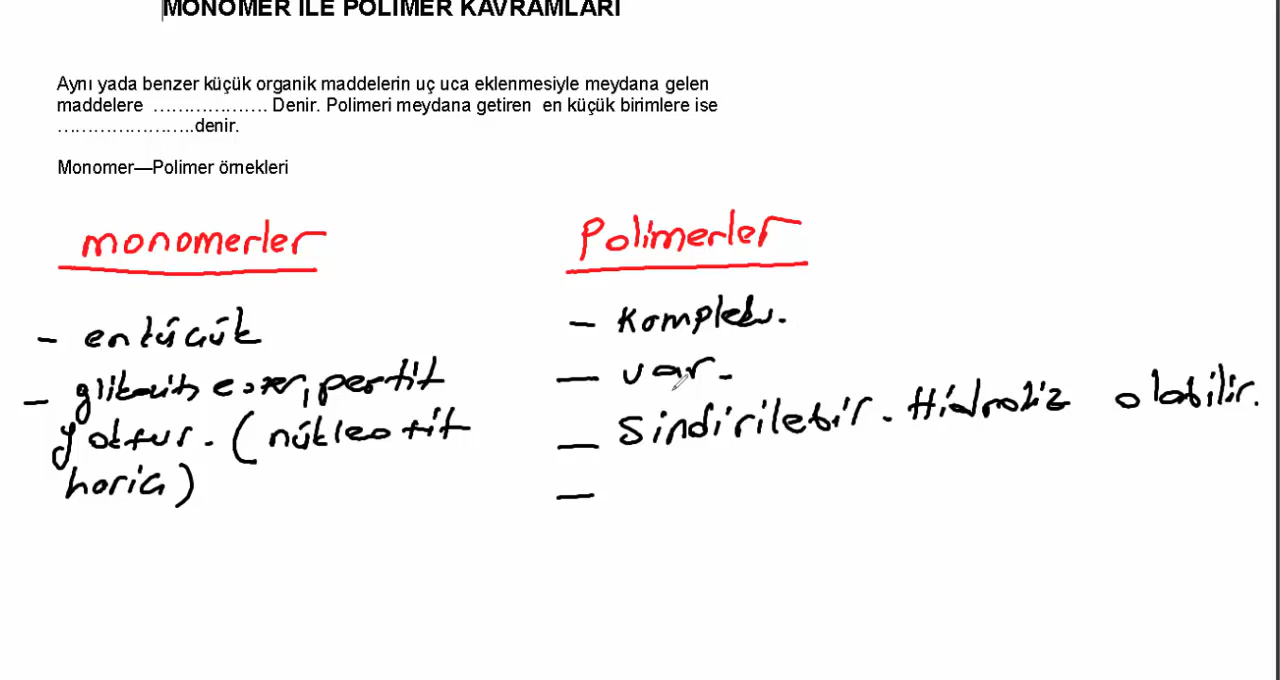 MONOMER İLE POLİMER KAVRAMLARI
Aynı yada benzer küçük organik maddelerin uç uca eklenmesiyle meydana gelen
maddelere ………………. Denir. Polimeri meydana getiren en küçük birimlere ise
…………………..denir.
Monomer—Polimer örnekleri
monomerler
Polimerler
- en küçük
- Kompleks.
- glikozit, ester, peptit
- var.
yoktur. (nükleotit
- Sindirilebilir. Hidroliz olabilir.
hariç)
-